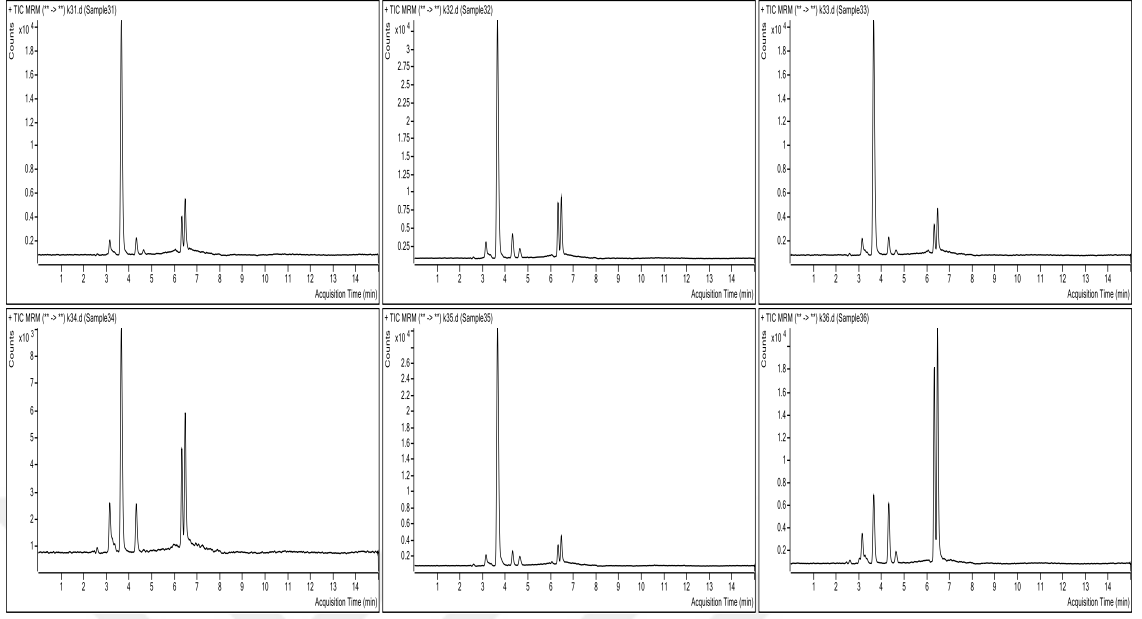 + TIC MRM (** -> **) k31.d (Sample31)
Counts
x10 4
1.8
1.6
1.4
1.2
1
0.8
0.6
0.4
0.2
1 2 3 4 5 6 7 8 9 10 11 12 13 14
Acquisition Time (min)
+ TIC MRM (** -> **) k32.d (Sample32)
Counts
x10 4
3
2.75
2.5
2.25
2
1.75
1.5
1.25
1
0.75
0.5
0.25
1 2 3 4 5 6 7 8 9 10 11 12 13 14
Acquisition Time (min)
+ TIC MRM (** -> **) k33.d (Sample33)
Counts
x10 4
1.8
1.6
1.4
1.2
1
0.8
0.6
0.4
0.2
1 2 3 4 5 6 7 8 9 10 11 12 13 14
Acquisition Time (min)
+ TIC MRM (** -> **) k34.d (Sample34)
Counts
x10 3
8
7
6
5
4
3
2
1
1 2 3 4 5 6 7 8 9 10 11 12 13 14
Acquisition Time (min)
+ TIC MRM (** -> **) k35.d (Sample35)
Counts
x10 4
2.6
2.4
2.2
2
1.8
1.6
1.4
1.2
1
0.8
0.6
0.4
0.2
1 2 3 4 5 6 7 8 9 10 11 12 13 14
Acquisition Time (min)
+ TIC MRM (** -> **) k36.d (Sample36)
Counts
x10 4
1.8
1.6
1.4
1.2
1
0.8
0.6
0.4
0.2
1 2 3 4 5 6 7 8 9 10 11 12 13 14
Acquisition Time (min)